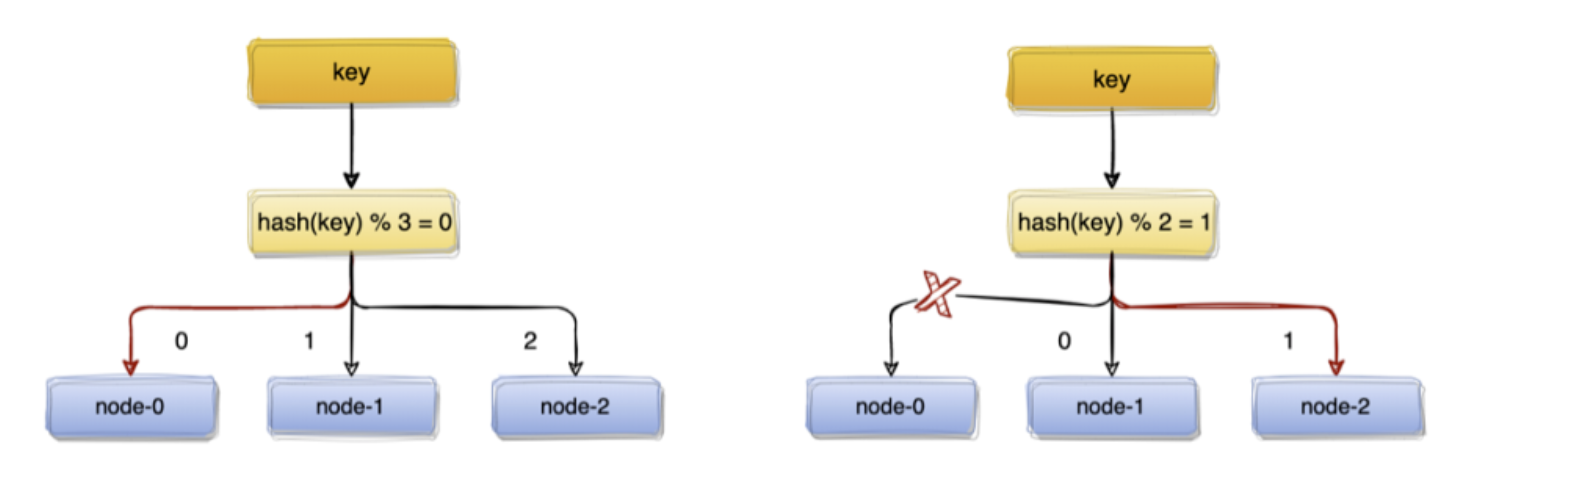 key
hash(key) % 3 = 0
0
1
2
node-0
node-1
node-2
key
hash(key) % 2 = 1
0
1
node-0
node-1
node-2